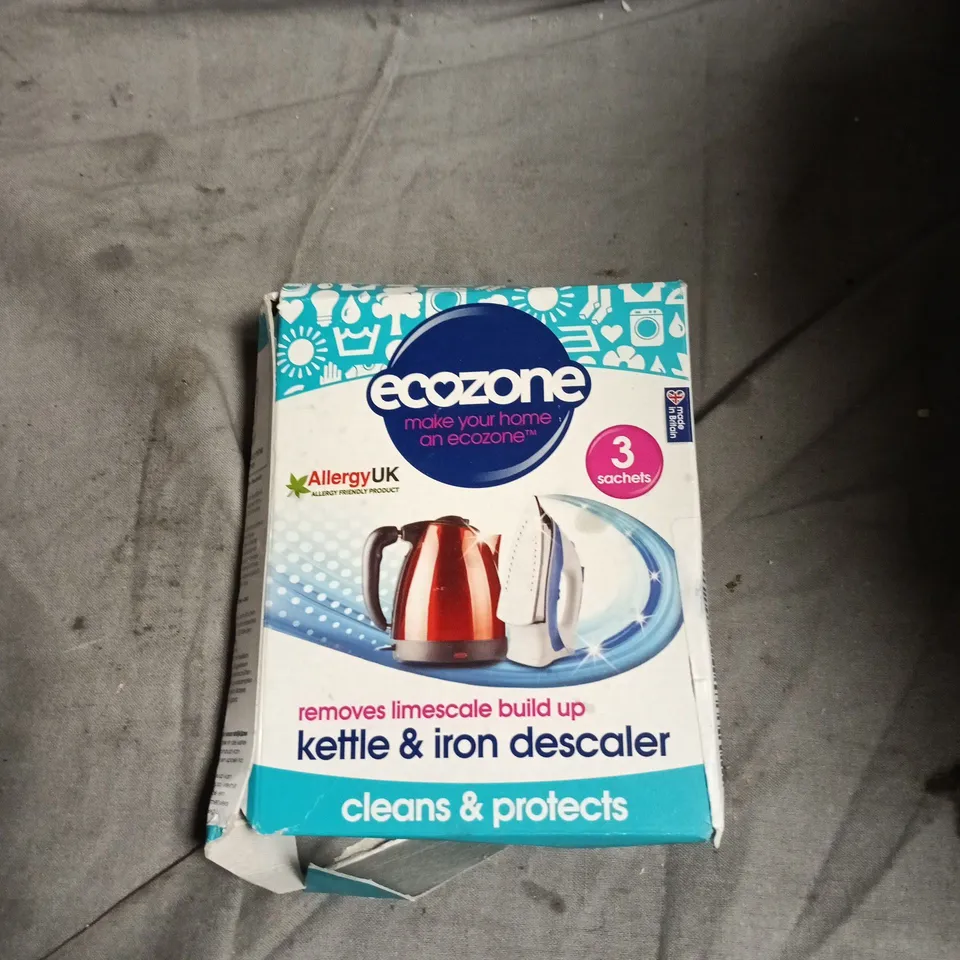 ecozone
make your home
an ecozone™
made
in Britain
3
sachets
AllergyUK
ALLERGY FRIENDLY PRODUCT
removes limescale build up
kettle & iron descaler
cleans & protects